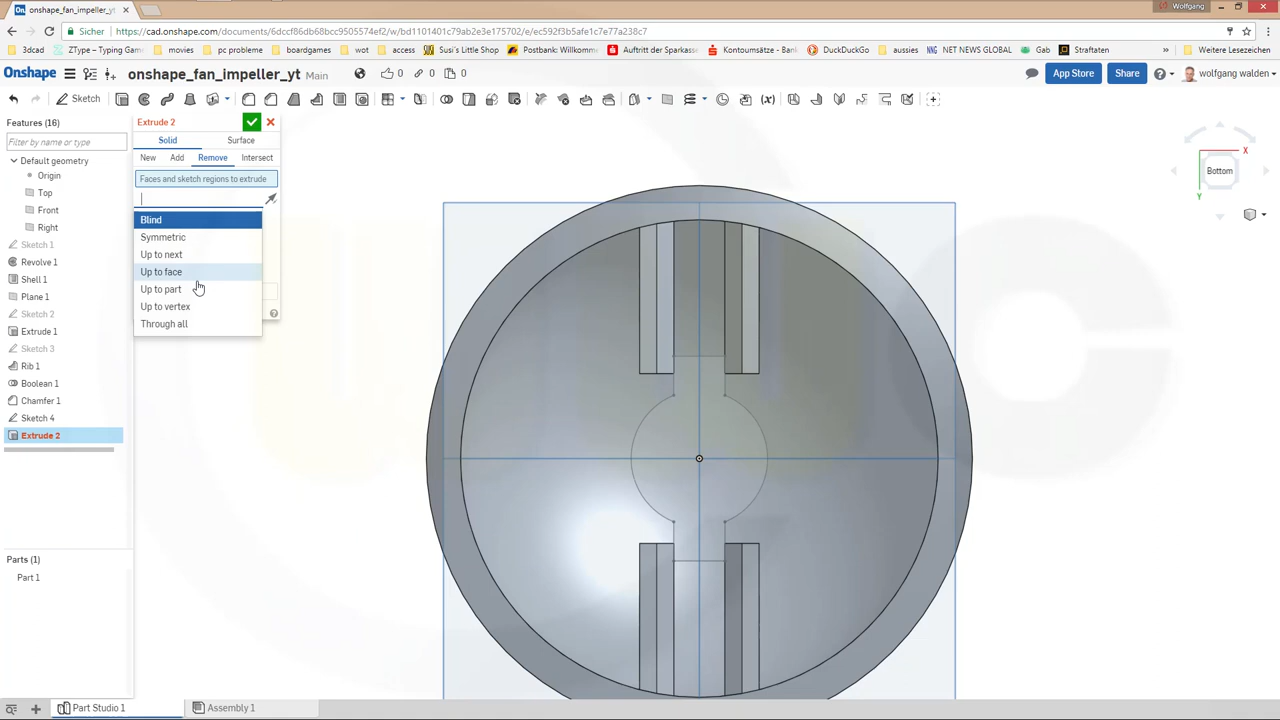 onshape_fan_impeller_yt
Wolfgang
Sicher
https://cad.onshape.com/documents/6dccf86db68bcc9505574ef2/w/bd1101401c79ab2e3e175702/e/ec592f3b5afe1c7e77a238c7
3dcad
ZType – Typing Game
movies
pc probleme
boardgames
wot
access
Susi's Little Shop
Postbank: Willkomm
Auftritt der Sparkass
Kontoumsätze - Ban
DuckDuckGo
aussies
NNG NET NEWS GLOBAL
Gab
Straftaten
»
Weitere Lesezeichen
Onshape
onshape_fan_impeller_yt Main
0
0
0
App Store
Share
wolfgang walden
Sketch
Features (16)
Filter by name or type
Default geometry
Origin
Top
Front
Right
Sketch 1
Revolve 1
Shell 1
Plane 1
Sketch 2
Extrude 1
Sketch 3
Rib 1
Boolean 1
Chamfer 1
Sketch 4
Extrude 2
Parts (1)
Part 1
Extrude 2
Solid
Surface
New
Add
Remove
Intersect
Faces and sketch regions to extrude
Blind
Symmetric
Up to next
Up to face
Up to part
Up to vertex
Through all
X
Bottom
Y
Part Studio 1
Assembly 1